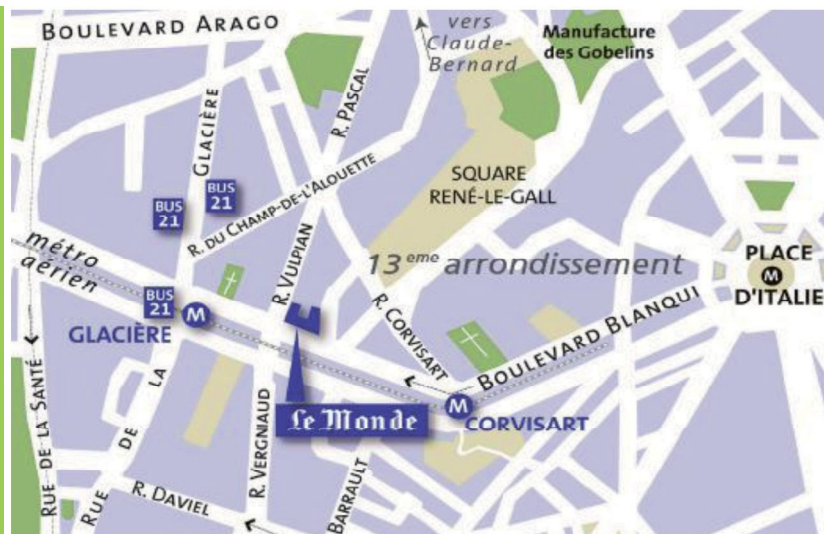 BOULEVARD ARAGO
vers
Claude-
Bernard
Manufacture
des Gobelins
R. PASCAL
GLACIÈRE
BUS
21
BUS
21
R. DU CHAMP-DE-L'ALOUETTE
SQUARE
RENÉ-LE-GALL
métro
aérien
13 eme arrondissement
R. VULPIAN
PLACE
M
D'ITALIE
BUS
21
M
GLACIÈRE
R. CORVISART
BOULEVARD BLANQUI
Le Monde
M
CORVISART
RUE DE LA SANTÉ
RUE DE LA
R. VERGNIAUD
R. DAVIEL
BARRAULT